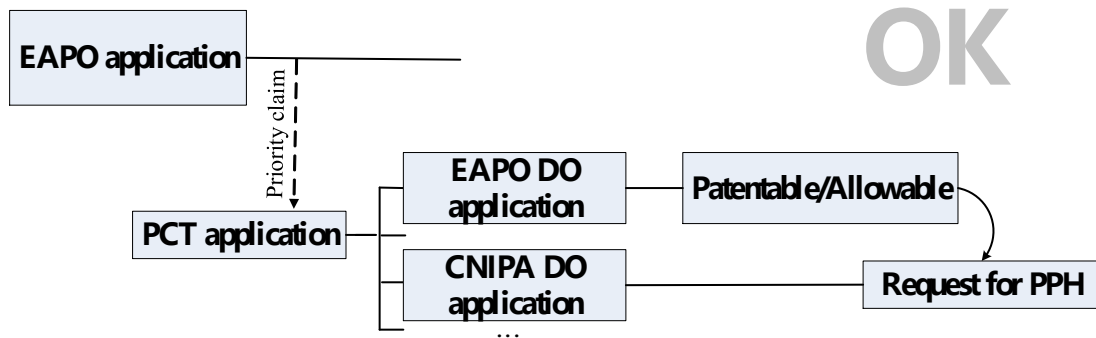 OK
EAPO application
Priority claim
EAPO DO
application
Patentable/Allowable
PCT application
CNIPA DO
application
Request for PPH
...